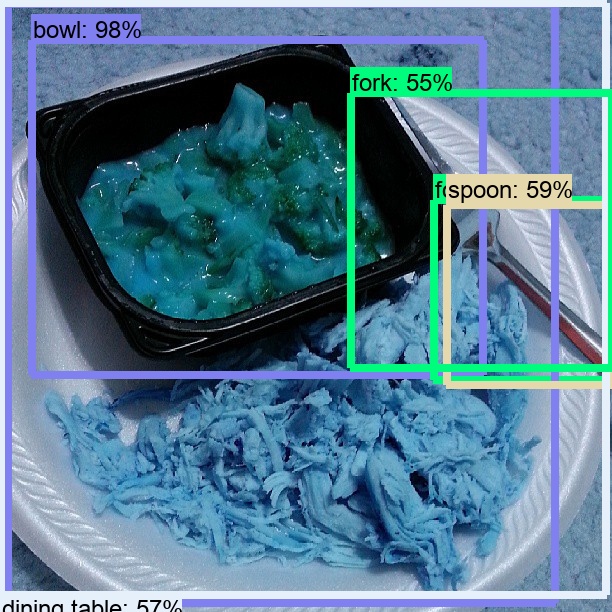 bowl: 98%
fork: 55%
f
spoon: 59%
dining table: 57%